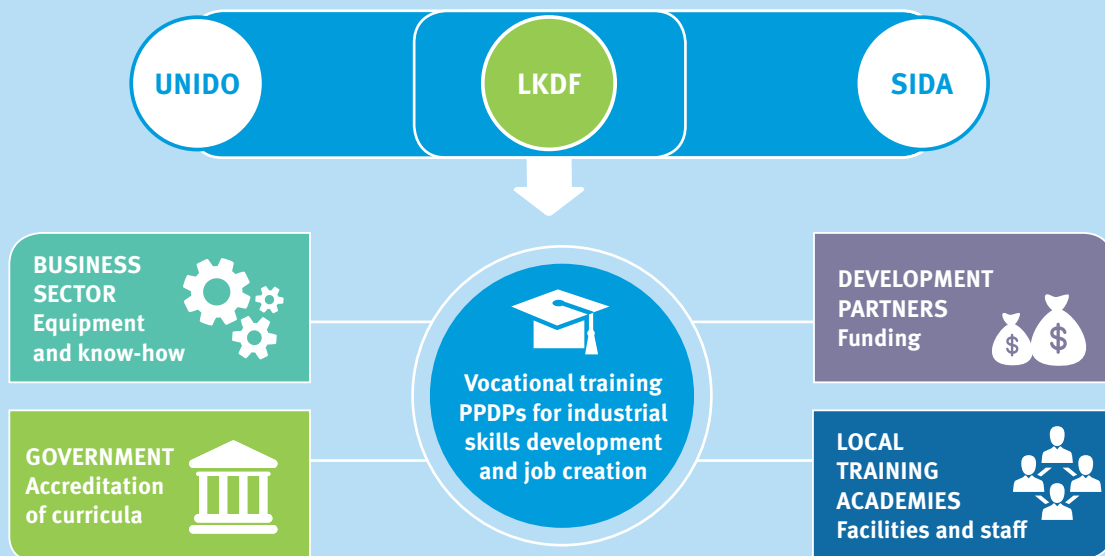 UNIDO
LKDF
SIDA
BUSINESS
SECTOR
Equipment
and know-how
DEVELOPMENT
PARTNERS
Funding
$
$
Vocational training
PPDPs for industrial
skills development
and job creation
GOVERNMENT
Accreditation
of curricula
LOCAL
TRAINING
ACADEMIES
Facilities and staff